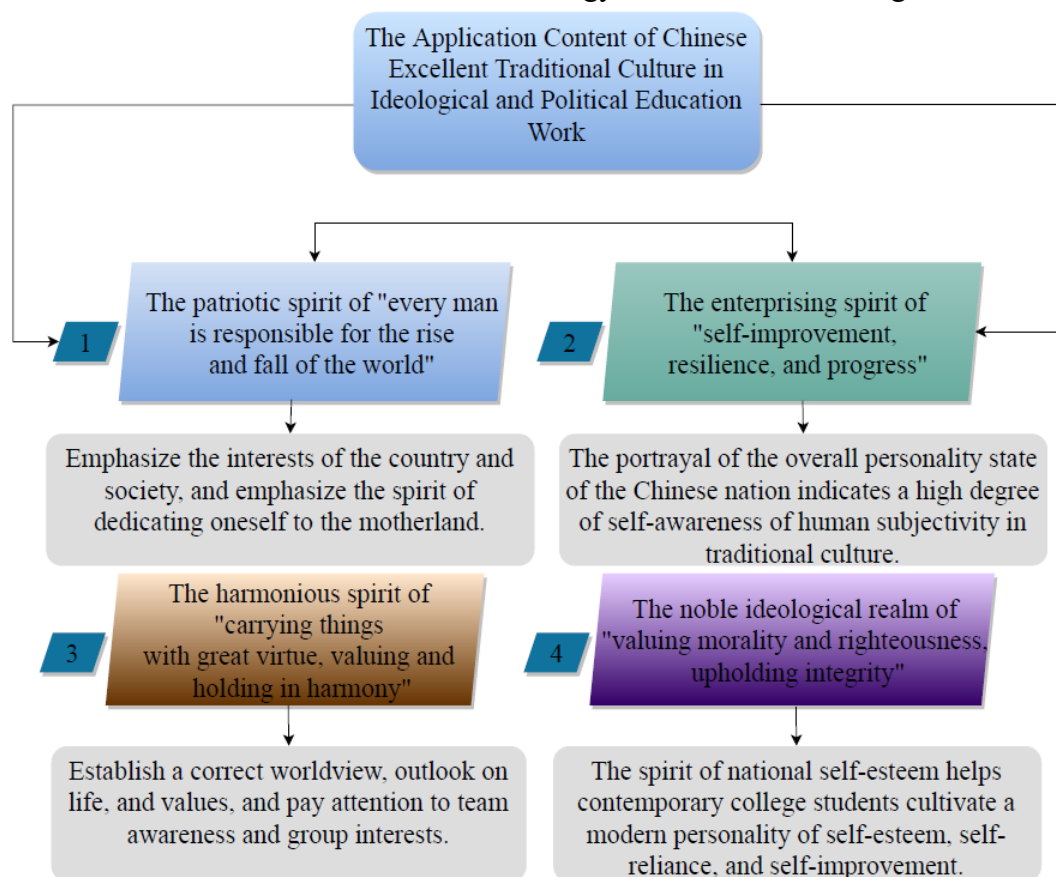 The Application Content of Chinese
Excellent Traditional Culture in
Ideological and Political Education
Work
1
The patriotic spirit of "every man
is responsible for the rise
and fall of the world"
2
The enterprising spirit of
"self-improvement,
resilience, and progress"
Emphasize the interests of the country and
society, and emphasize the spirit of
dedicating oneself to the motherland.
The portrayal of the overall personality state
of the Chinese nation indicates a high degree
of self-awareness of human subjectivity in
traditional culture.
3
The harmonious spirit of
"carrying things
with great virtue, valuing and
holding in harmony"
4
The noble ideological realm of
"valuing morality and righteousness,
upholding integrity"
Establish a correct worldview, outlook on
life, and values, and pay attention to team
awareness and group interests.
The spirit of national self-esteem helps
contemporary college students cultivate a
modern personality of self-esteem, self-
reliance, and self-improvement.